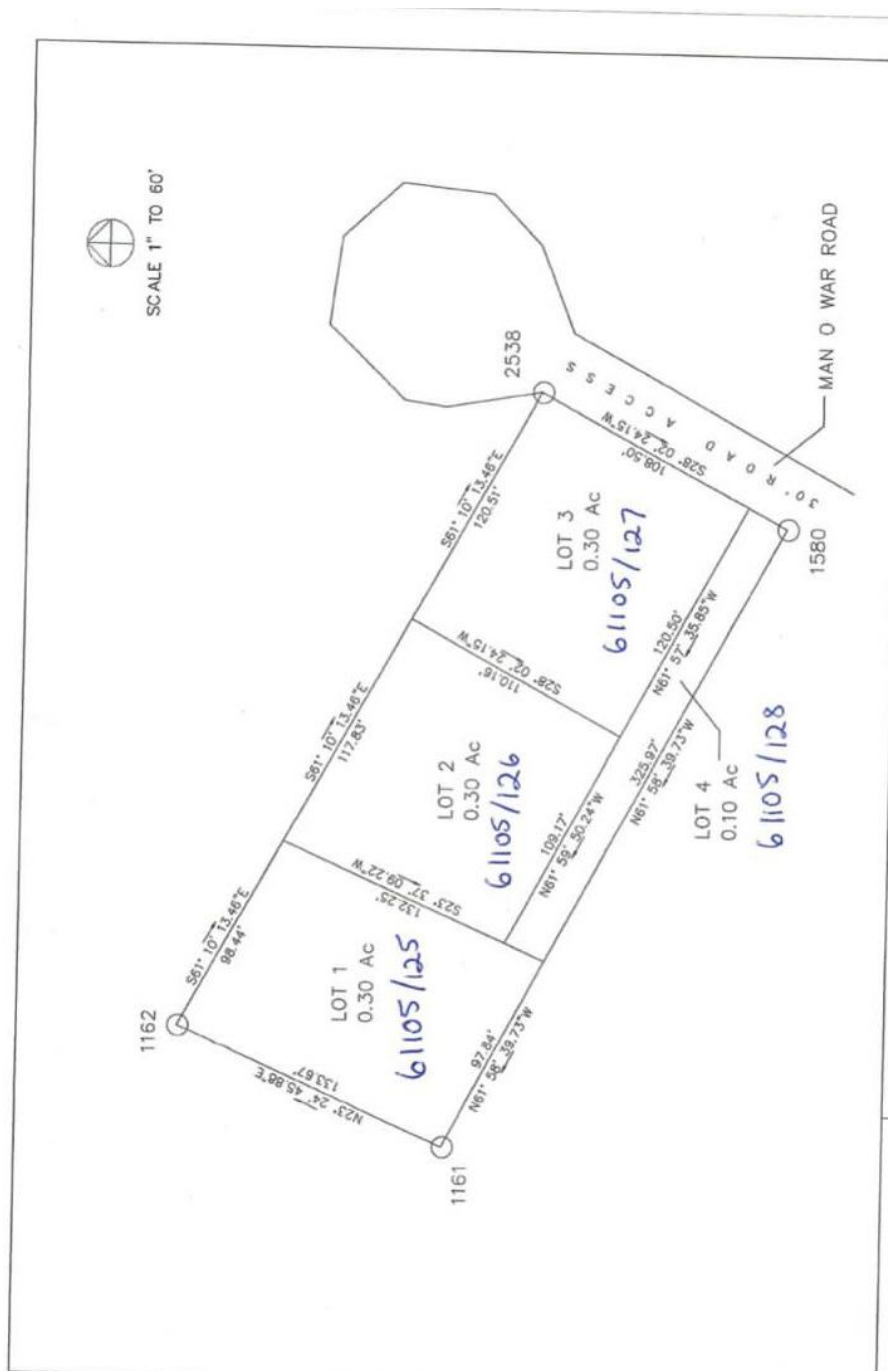 SCALE 1" TO 60'
1162
S61° 10' 13.46"E
98.44'
S61° 10' 13.46"E
117.83'
S61° 10' 13.46"E
120.51'
2538
N23° 24' 45.88"E
133.67'
LOT 1
0.30 Ac
61105/125
S23° 37' 09.22"W
132.25'
LOT 2
0.30 Ac
61105/126
S28° 02' 24.15"W
110.16'
LOT 3
0.30 Ac
61105/127
S28° 02' 24.15"W
108.50'
30' ROAD ACCESS
MAN O WAR ROAD
1161
97.84'
N61° 58' 39.73"W
109.17'
N61° 59' 50.24"W
120.50'
N61° 57' 35.85"W
325.97'
N61° 58' 39.73"W
LOT 4
0.10 Ac
61105/128
1580